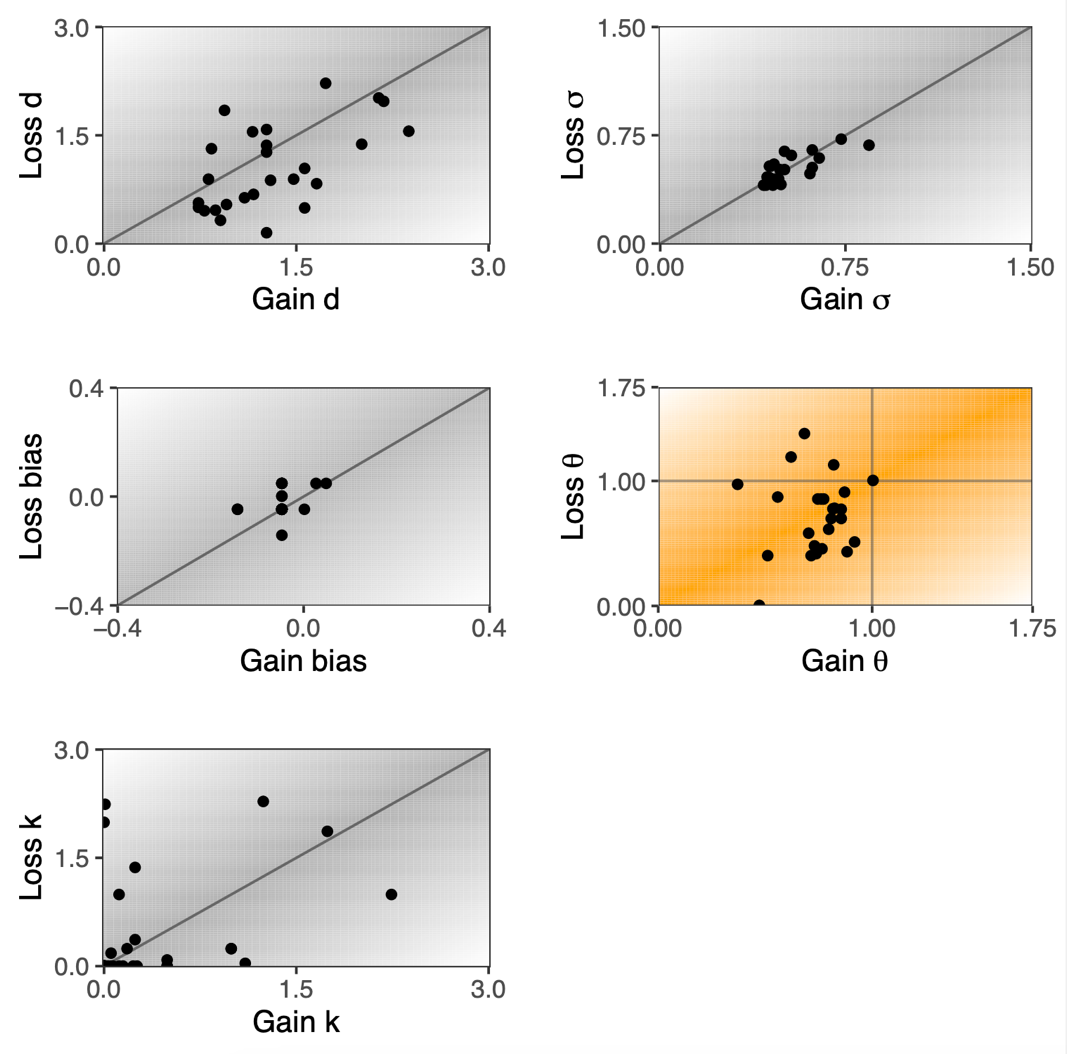 3.0
1.5
0.0
Loss d
0.0 1.5 3.0
Gain d
1.50
0.75
0.00
Loss σ
0.00 0.75 1.50
Gain σ
0.4
0.0
−0.4
Loss bias
−0.4 0.0 0.4
Gain bias
1.75
1.00
0.00
Loss θ
0.00 1.00 1.75
Gain θ
3.0
1.5
0.0
Loss k
0.0 1.5 3.0
Gain k